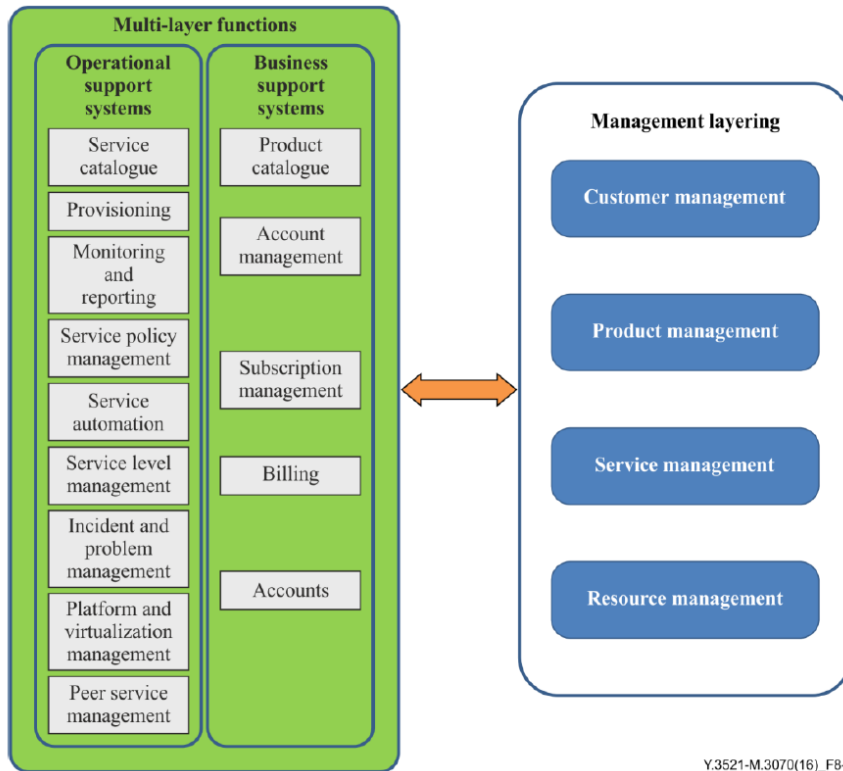 Multi-layer functions
Operational
support
systems
Service
catalogue
Provisioning
Monitoring
and
reporting
Service policy
management
Service
automation
Service level
management
Incident and
problem
management
Platform and
virtualization
management
Peer service
management
Business
support
systems
Product
catalogue
Account
management
Subscription
management
Billing
Accounts
Management layering
Customer management
Product management
Service management
Resource management
Y.3521-M.3070(16)_F8-